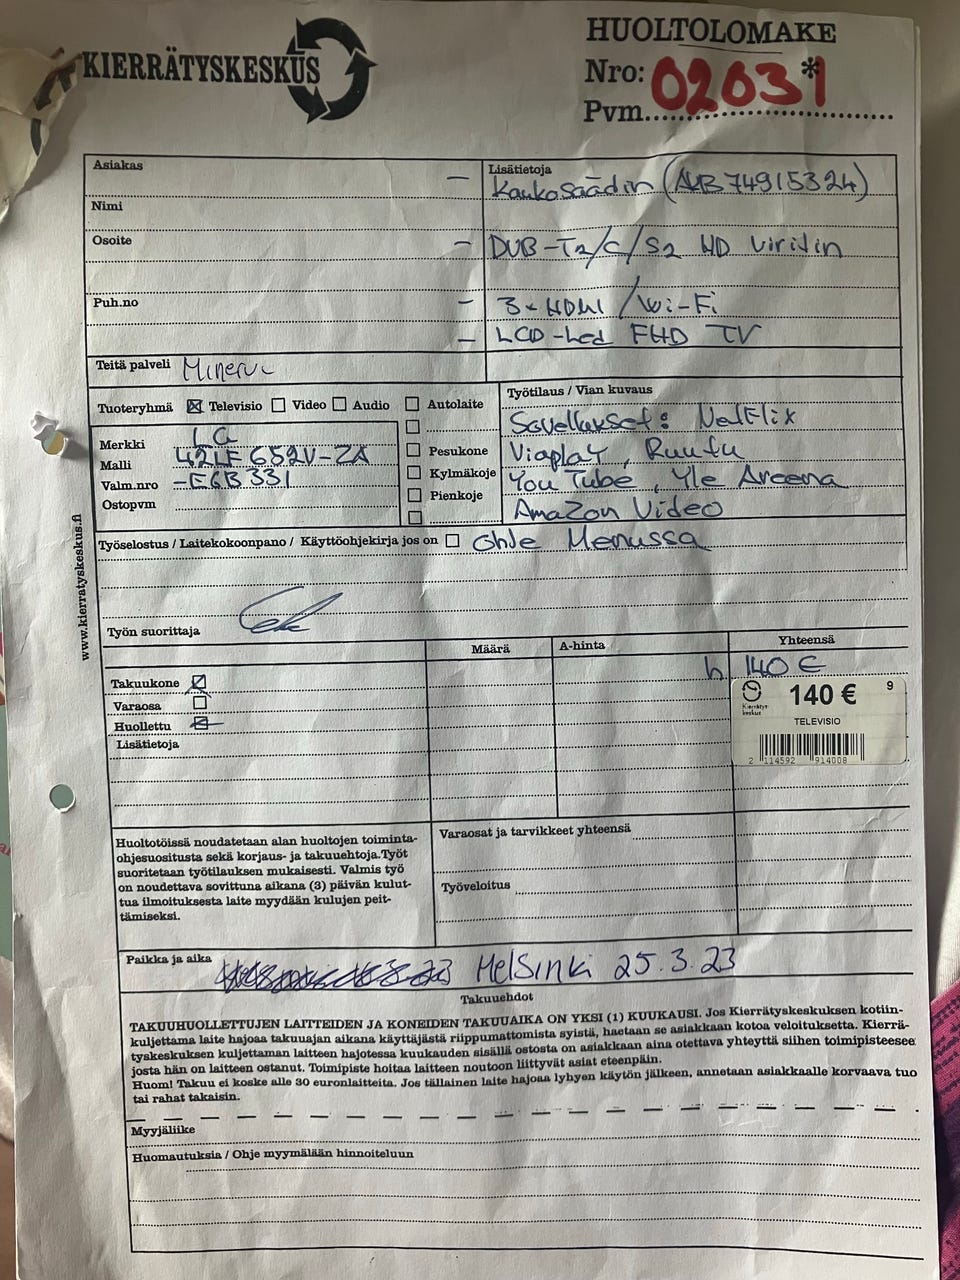 KIERRÄTYSKESKUS
HUOLTOLOMAKE
Nro: 02031*
Pvm
Asiakas
Nimi
Osoite
Puh.no
Lisätietoja
- Kaukosäädin (AKB74915324)
- DVB-T2/C/S2 HD Viritin
- 3x HDMI / Wi-Fi
- LCD-Led FHD TV
Teitä palveli Minerva
Tuoteryhmä Televisio Video Audio Autolaite
Pesukone
Kylmäkoje
Pienkoje
Merkki LG
Malli 42LF652V-ZA
Valm.nro -EGB331
Ostopvm
Työtilaus / Vian kuvaus
Sovellukset: Netflix
Viaplay, Ruutu
YouTube, Yle Areena
Amazon Video
Työselostus / Laitekokoonpano / Käyttöohjekirja jos on Ohje Menussa
Työn suorittaja
www.kierratyskeskus.fi
Määrä A-hinta Yhteensä
h. 140 €
Takuukone
Varaosa
Huollettu
Lisätietoja
Kierrätys
keskus
140 €
9
TELEVISIO
2 114592 914008
Huoltotöissä noudatetaan alan huoltojen toiminta-
ohjesuositusta sekä korjaus- ja takuuehtoja.Työt
suoritetaan työtilauksen mukaisesti. Valmis työ
on noudettava sovittuna aikana (3) päivän kulut-
tua ilmoituksesta laite myydään kulujen peit-
tämiseksi.
Varaosat ja tarvikkeet yhteensä
Työveloitus
Paikka ja aika Helsinki 25.3.23
Takuuehdot
TAKUUHUOLLETTUJEN LAITTEIDEN JA KONEIDEN TAKUUAIKA ON YKSI (1) KUUKAUSI. Jos Kierrätyskeskuksen kotiin-
kuljettama laite hajoaa takuuajan aikana käyttäjästä riippumattomista syistä, haetaan se asiakkaan kotoa veloituksetta. Kierrä-
tyskeskuksen kuljettaman laitteen hajotessa kuukauden sisällä ostosta on asiakkaan aina otettava yhteyttä siihen toimipisteesee
josta hän on laitteen ostanut. Toimipiste hoitaa laitteen noutoon liittyvät asiat eteenpäin.
Huom! Takuu ei koske alle 30 euronlaitteita. Jos tällainen laite hajoaa lyhyen käytön jälkeen, annetaan asiakkaalle korvaava tuo
tai rahat takaisin.
Myyjäliike
Huomautuksia / Ohje myymälään hinnoiteluun